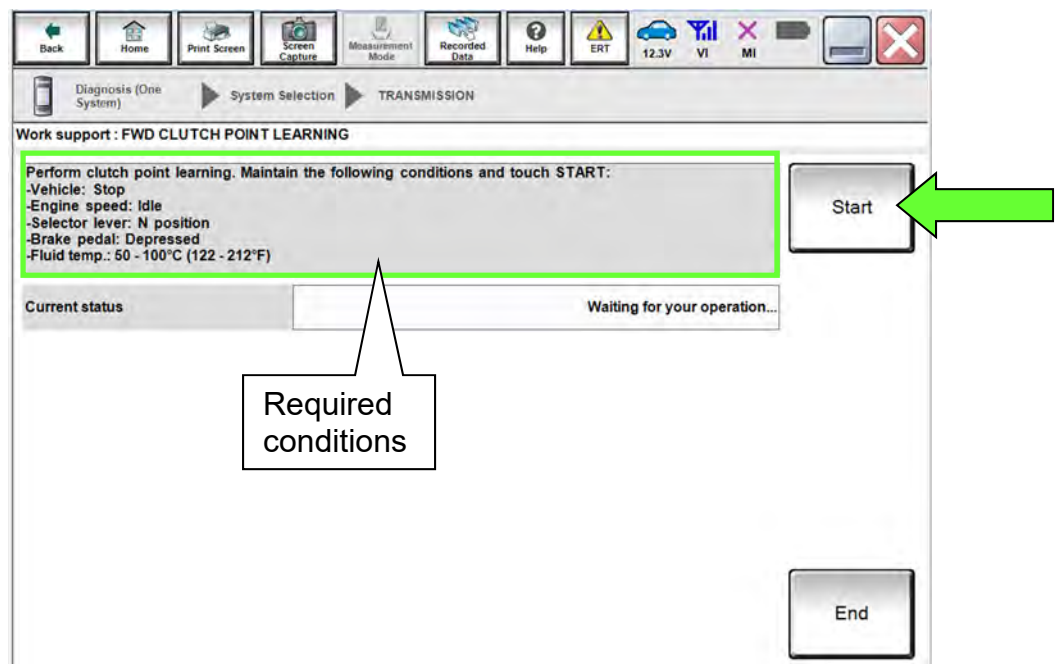 Back
Home
Print Screen
Screen
Capture
Measurement
Mode
Recorded
Data
Help
ERT
12.3V
VI
MI
Diagnosis (One
System)
System Selection
TRANSMISSION
Work support : FWD CLUTCH POINT LEARNING
Perform clutch point learning. Maintain the following conditions and touch START:
-Vehicle: Stop
-Engine speed: Idle
-Selector lever: N position
-Brake pedal: Depressed
-Fluid temp.: 50 - 100°C (122 - 212°F)
Start
Current status
Waiting for your operation...
Required
conditions
End